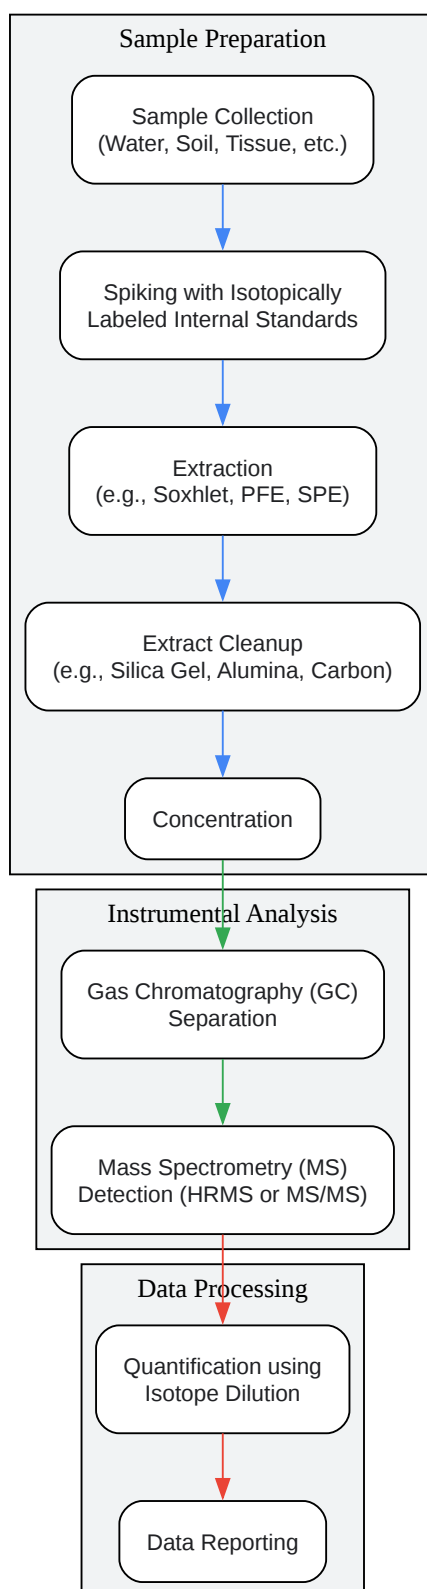 Sample Preparation
Sample Collection
(Water, Soil, Tissue, etc.)
Spiking with Isotopically
Labeled Internal Standards
Extraction
(e.g., Soxhlet, PFE, SPE)
Extract Cleanup
(e.g., Silica Gel, Alumina, Carbon)
Concentration
Instrumental Analysis
Gas Chromatography (GC)
Separation
Mass Spectrometry (MS)
Detection (HRMS or MS/MS)
Data Processing
Quantification using
Isotope Dilution
Data Reporting